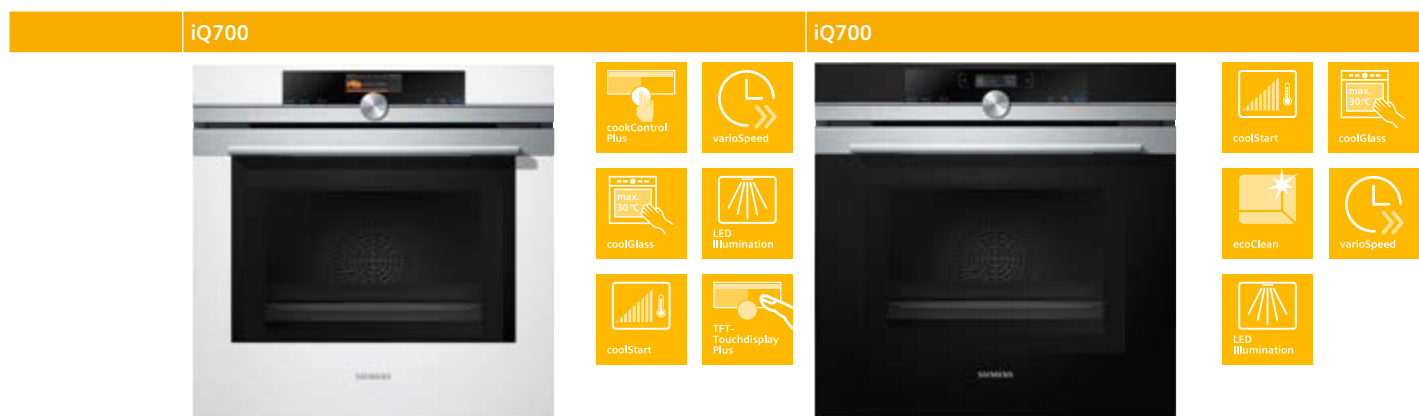 iQ700
iQ700
cookControl
Plus
varioSpeed
max.
30°C
coolGlass
LED
Illumination
coolStart
TFT-
Touchdisplay
Plus
SIEMENS
coolStart
max.
30°C
coolGlass
ecoClean
varioSpeed
LED
Illumination
SIEMENS